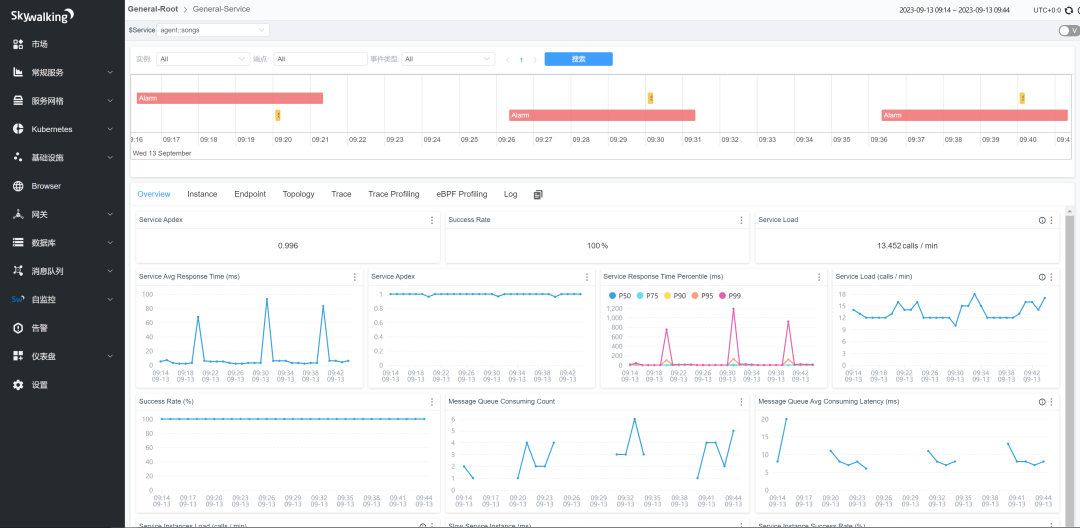 Skywalking
General-Root > General-Service
2023-09-13 09:14 ~ 2023-09-13 09:44
UTC+0:0
$Service agent::songs
V
市场
常规服务
服务网格
Kubernetes
基础设施
Browser
网关
数据库
消息队列
自监控
告警
仪表盘
设置
实例: All 端点: All 事件类型: All < 1 > 搜索
Alarm
Alarm
Alarm
9:16 09:17 09:18 09:19 09:20 09:21 09:22 09:23 09:24 09:25 09:26 09:27 09:28 09:29 09:30 09:31 09:32 09:33 09:34 09:35 09:36 09:37 09:38 09:39 09:40 09:4
Wed 13 September
Overview Instance Endpoint Topology Trace Trace Profiling eBPF Profiling Log
Service Apdex
0.996
Success Rate
100 %
Service Load
13.452 calls / min
Service Avg Response Time (ms)
100
80
60
40
20
0
09:14 09:18 09:22 09:26 09:30 09:34 09:38 09:42
09-13 09-13 09-13 09-13 09-13 09-13 09-13 09-13
Service Apdex
1
0.8
0.6
0.4
0.2
0
09:14 09:18 09:22 09:26 09:30 09:34 09:38 09:42
09-13 09-13 09-13 09-13 09-13 09-13 09-13 09-13
Service Response Time Percentile (ms)
P50 P75 P90 P95 P99
1,200
1,000
800
600
400
200
0
09:14 09:18 09:22 09:26 09:30 09:34 09:38 09:42
09-13 09-13 09-13 09-13 09-13 09-13 09-13 09-13
Service Load (calls / min)
18
15
12
9
6
3
0
09:14 09:18 09:22 09:26 09:30 09:34 09:38 09:42
09-13 09-13 09-13 09-13 09-13 09-13 09-13 09-13
Success Rate (%)
100
80
60
40
20
0
09:14 09:17 09:20 09:23 09:26 09:29 09:32 09:35 09:38 09:41 09:44
09-13 09-13 09-13 09-13 09-13 09-13 09-13 09-13 09-13 09-13 09-13
Message Queue Consuming Count
6
5
4
3
2
1
0
09:14 09:17 09:20 09:23 09:26 09:29 09:32 09:35 09:38 09:41 09:44
09-13 09-13 09-13 09-13 09-13 09-13 09-13 09-13 09-13 09-13 09-13
Message Queue Avg Consuming Latency (ms)
20
15
10
5
0
09:14 09:17 09:20 09:23 09:26 09:29 09:32 09:35 09:38 09:41 09:44
09-13 09-13 09-13 09-13 09-13 09-13 09-13 09-13 09-13 09-13 09-13
Service Instances Load (calls / min)
Slow Service Instance (ms)
Service Instance Success Rate (%)